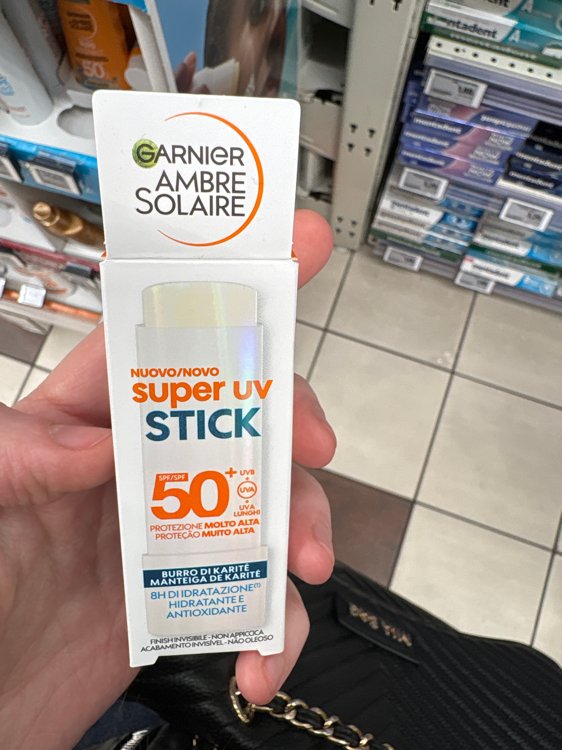 GARNIER
AMBRE
SOLAIRE
NUOVO/NOVO
super uv
STICK
SPF/SPF
50+
UVB
UVA
+
UVA
LUNGHI
PROTEZIONE MOLTO ALTA
PROTEÇÃO MUITO ALTA
BURRO DI KARITÉ
MANTEIGA DE KARITÉ
8H DI IDRATAZIONE(1)
HIDRATANTE E
ANTIOXIDANTE
FINISH INVISIBILE - NON APPICCICA
ACABAMENTO INVISÍVEL - NÃO OLEOSO
50
mentadent